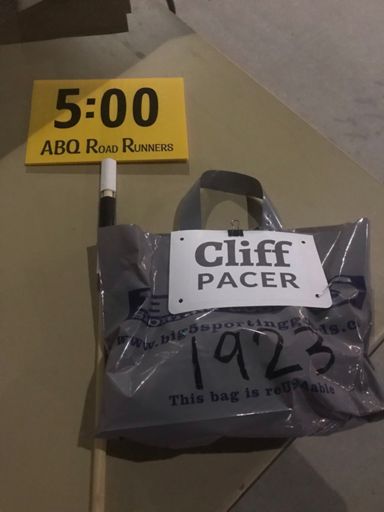 5:00
ABQ ROAD RUNNERS
Cliff
PACER
1923
This bag is reusable